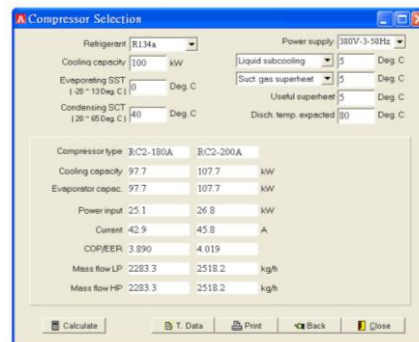 Compressor Selection
Refrigerant R134a Power supply 380V-3-50Hz
Cooling capacity 100 kW Liquid subcooling 5 Deg. C
Evaporating SST 0 Deg. C Suct. gas superheat 5 Deg. C
( -20 ~ 13 Deg. C )
Useful superheat 5 Deg. C
Condensing SCT 40 Deg. C Disch. temp. expected 80 Deg. C
( 20 ~ 65 Deg. C )
Compressor type RC2-180A RC2-200A
Cooling capacity 97.7 107.7 kW
Evaporator capac. 97.7 107.7 kW
Power input 25.1 26.8 kW
Current 42.9 45.8 A
COP/EER 3.890 4.019
Mass flow LP 2283.3 2518.2 kg/h
Mass flow HP 2283.3 2518.2 kg/h
Calculate T. Data Print Back Close